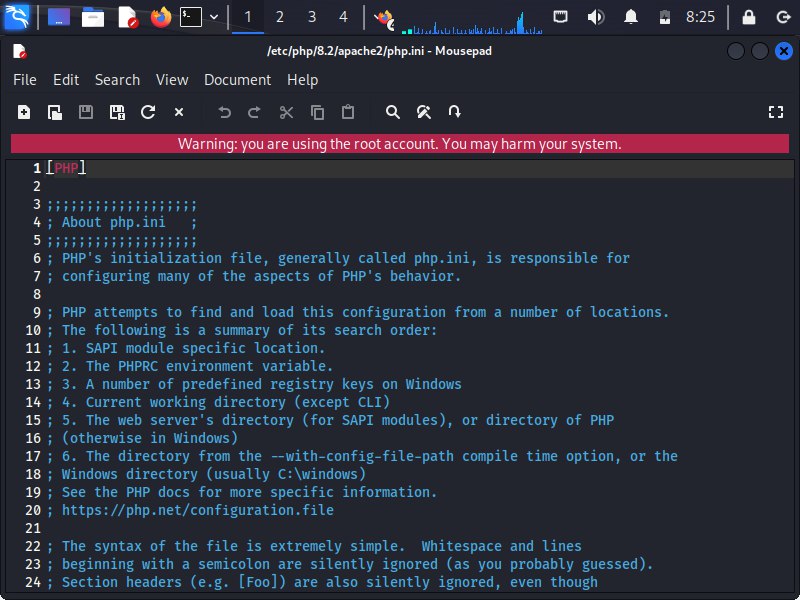 1 2 3 4 8:25
/etc/php/8.2/apache2/php.ini - Mousepad
File Edit Search View Document Help
Warning: you are using the root account. You may harm your system.
1 [PHP]
2
3 ;;;;;;;;;;;;;;;;;;;
4 ; About php.ini   ;
5 ;;;;;;;;;;;;;;;;;;;
6 ; PHP's initialization file, generally called php.ini, is responsible for
7 ; configuring many of the aspects of PHP's behavior.
8
9 ; PHP attempts to find and load this configuration from a number of locations.
10 ; The following is a summary of its search order:
11 ; 1. SAPI module specific location.
12 ; 2. The PHPRC environment variable.
13 ; 3. A number of predefined registry keys on Windows
14 ; 4. Current working directory (except CLI)
15 ; 5. The web server's directory (for SAPI modules), or directory of PHP
16 ; (otherwise in Windows)
17 ; 6. The directory from the --with-config-file-path compile time option, or the
18 ; Windows directory (usually C:\windows)
19 ; See the PHP docs for more specific information.
20 ; https://php.net/configuration.file
21
22 ; The syntax of the file is extremely simple.  Whitespace and lines
23 ; beginning with a semicolon are silently ignored (as you probably guessed).
24 ; Section headers (e.g. [Foo]) are also silently ignored, even though